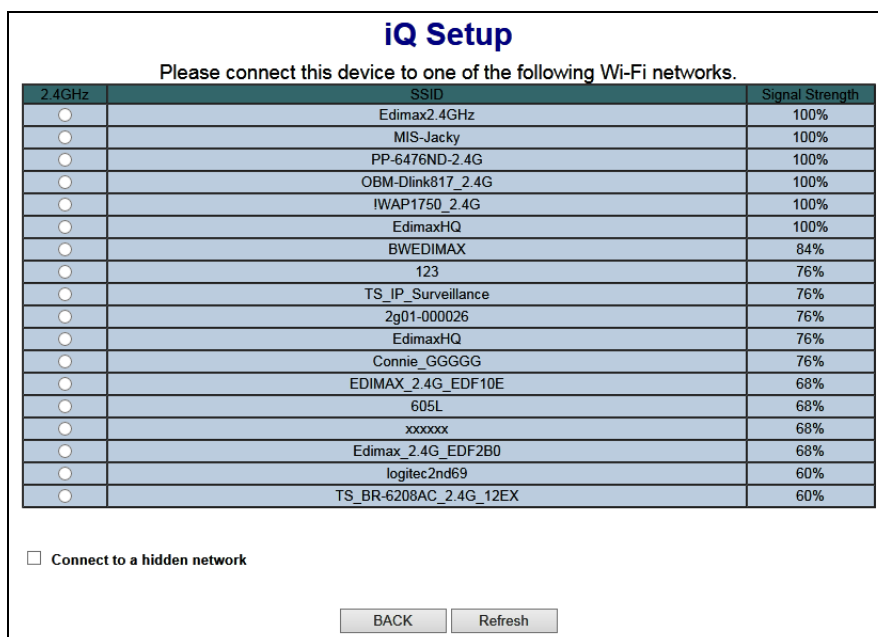 iQ Setup
Please connect this device to one of the following Wi-Fi networks.
2.4GHz SSID Signal Strength
Edimax2.4GHz 100%
MIS-Jacky 100%
PP-6476ND-2.4G 100%
OBM-Dlink817_2.4G 100%
!WAP1750_2.4G 100%
EdimaxHQ 100%
BWEDIMAX 84%
123 76%
TS_IP_Surveillance 76%
2g01-000026 76%
EdimaxHQ 76%
Connie_GGGGG 76%
EDIMAX_2.4G_EDF10E 68%
605L 68%
xxxxxx 68%
Edimax_2.4G_EDF2B0 68%
logitec2nd69 60%
TS_BR-6208AC_2.4G_12EX 60%
Connect to a hidden network
BACK Refresh